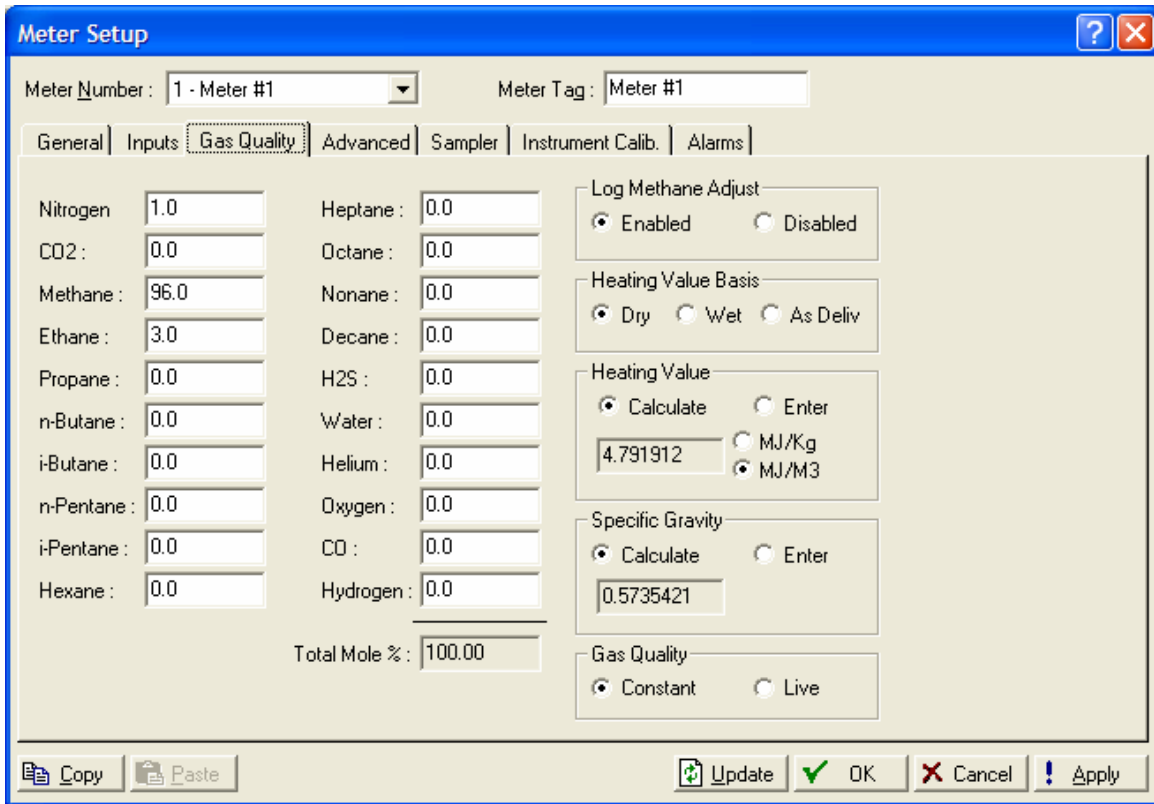 Meter Setup
Meter Number : 1 - Meter #1 Meter Tag : Meter #1
General Inputs Gas Quality Advanced Sampler Instrument Calib. Alarms
Nitrogen 1.0
CO2 : 0.0
Methane : 96.0
Ethane : 3.0
Propane : 0.0
n-Butane : 0.0
i-Butane : 0.0
n-Pentane : 0.0
i-Pentane : 0.0
Hexane : 0.0
Heptane : 0.0
Octane : 0.0
Nonane : 0.0
Decane : 0.0
H2S : 0.0
Water : 0.0
Helium : 0.0
Oxygen : 0.0
CO : 0.0
Hydrogen : 0.0
Total Mole % : 100.00
Log Methane Adjust
Enabled Disabled
Heating Value Basis
Dry Wet As Deliv
Heating Value
Calculate Enter
4.791912 MJ/Kg
MJ/M3
Specific Gravity
Calculate Enter
0.5735421
Gas Quality
Constant Live
Copy Paste Update OK Cancel Apply